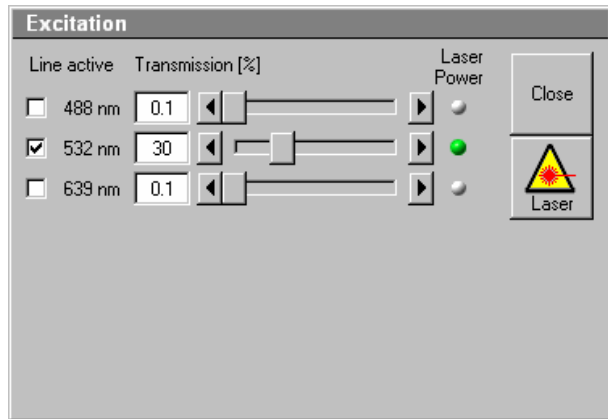 Excitation
Line active Transmission [%] Laser Power
Close
488 nm 0.1
532 nm 30
639 nm 0.1
Laser